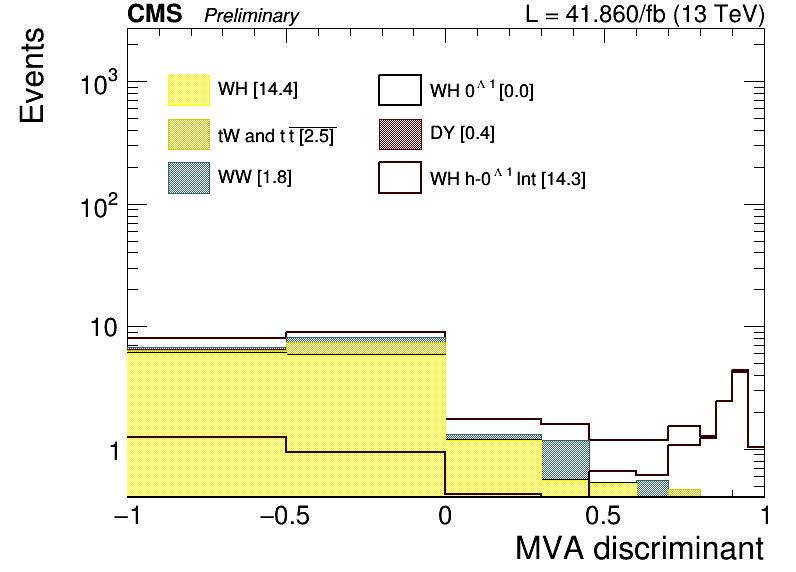 CMS Preliminary L = 41.860/fb (13 TeV)
Events
10³
10²
10
1
WH [14.4]
WH 0^Λ1 [0.0]
tW and tt̅ [2.5]
DY [0.4]
WW [1.8]
WH h-0^Λ1 Int [14.3]
−1 −0.5 0 0.5 1
MVA discriminant